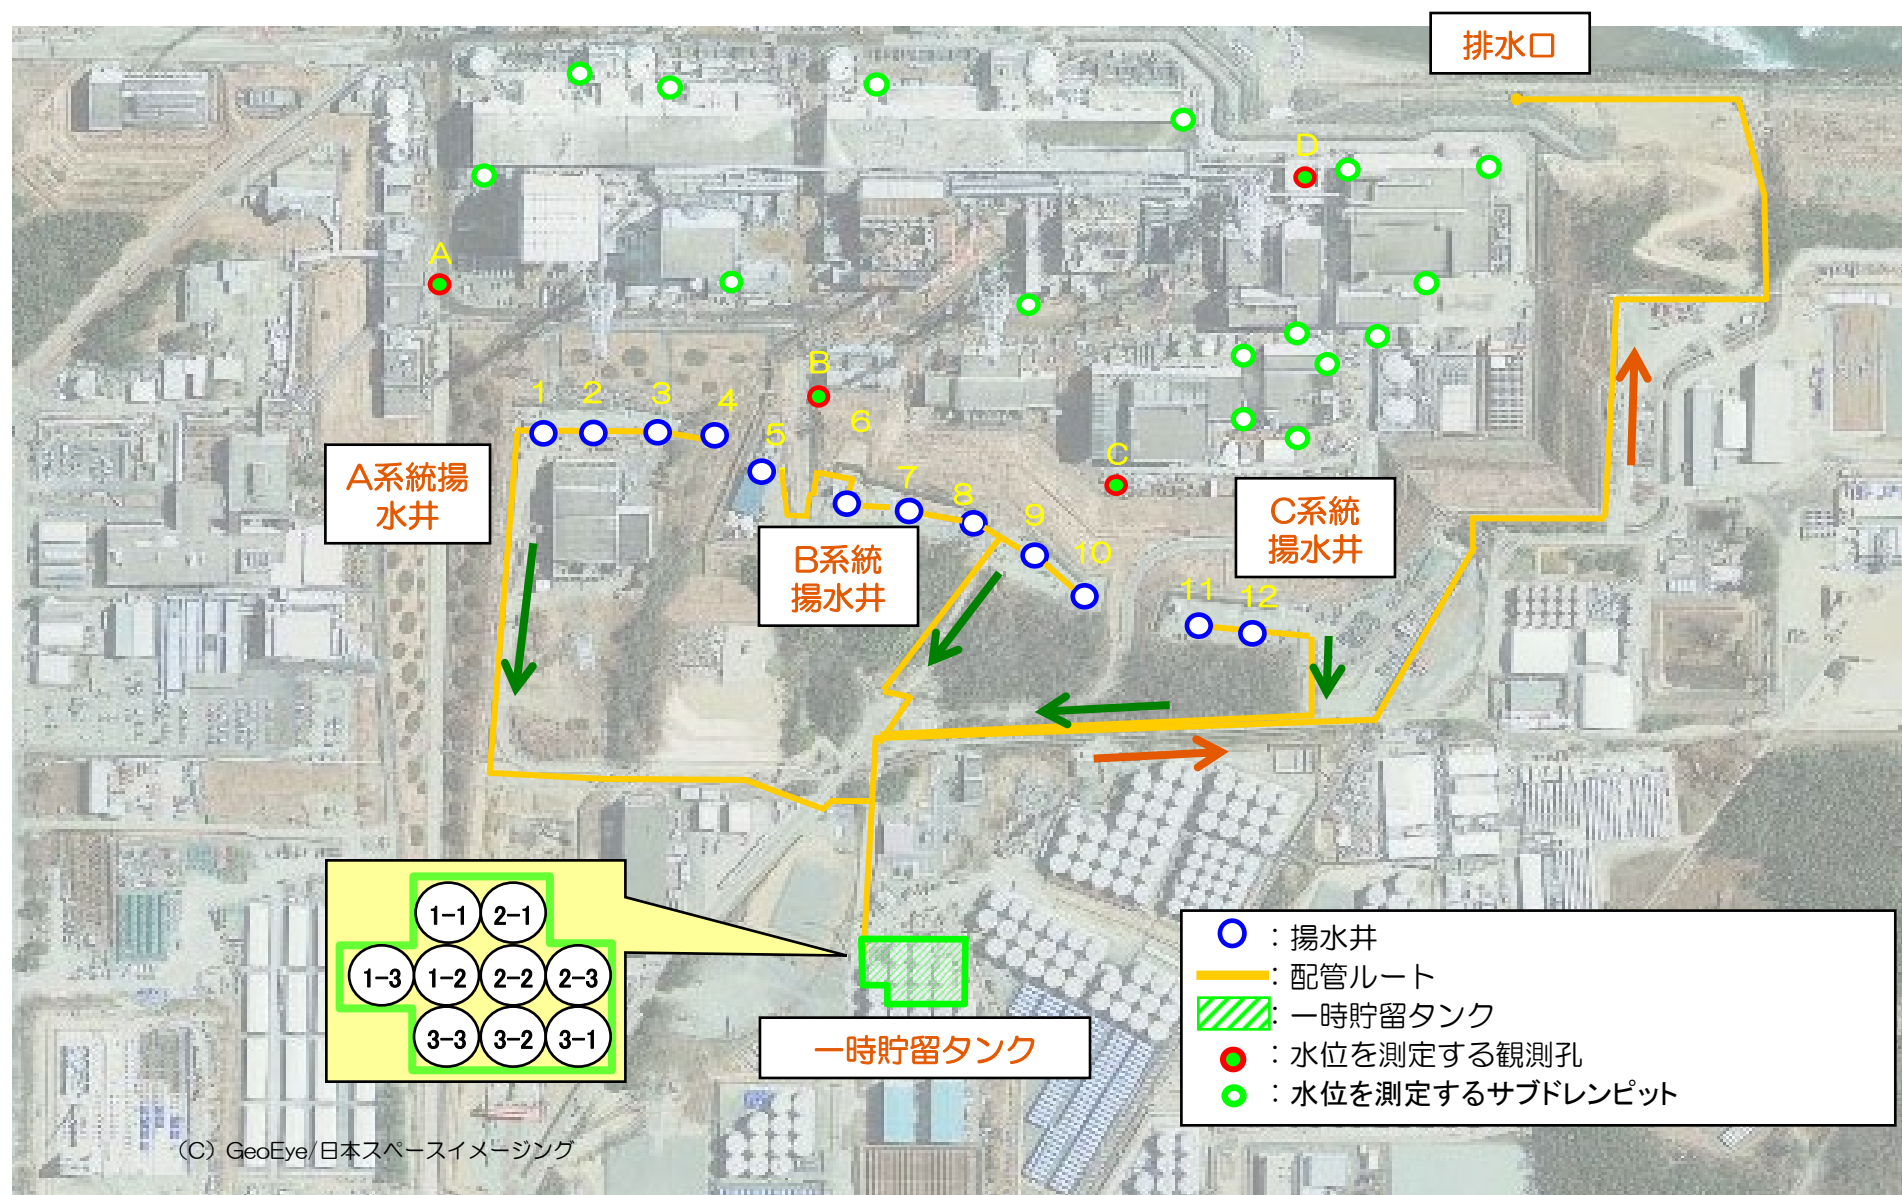 排水口
D
A
B
C
1
2
3
4
5
6
7
8
9
10
11
12
A系統揚
水井
B系統
揚水井
C系統
揚水井
1-1
2-1
1-3
1-2
2-2
2-3
3-3
3-2
3-1
一時貯留タンク
：揚水井
：配管ルート
：一時貯留タンク
：水位を測定する観測孔
：水位を測定するサブドレンピット
（C）GeoEye/日本スペースイメージング